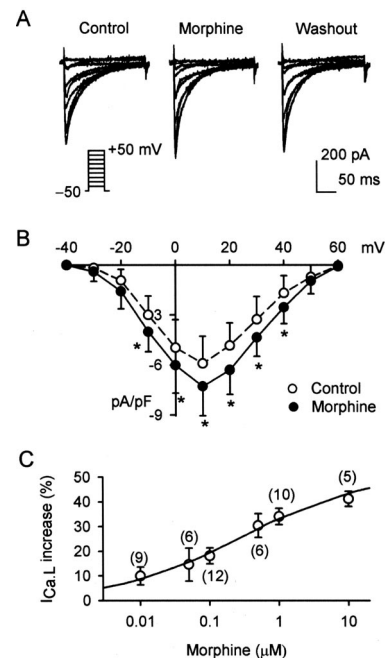 A
Control Morphine Washout
+50 mV
−50
200 pA
50 ms
B
-40 -20 0 20 40 60 mV
-3
-6
-9
pA/pF
* * * * * *
Control
Morphine
C
I Ca.L increase (%)
50
40
30
20
10
0
(9) (6) (12) (6) (10) (5)
0.01 0.1 1 10
Morphine (μM)